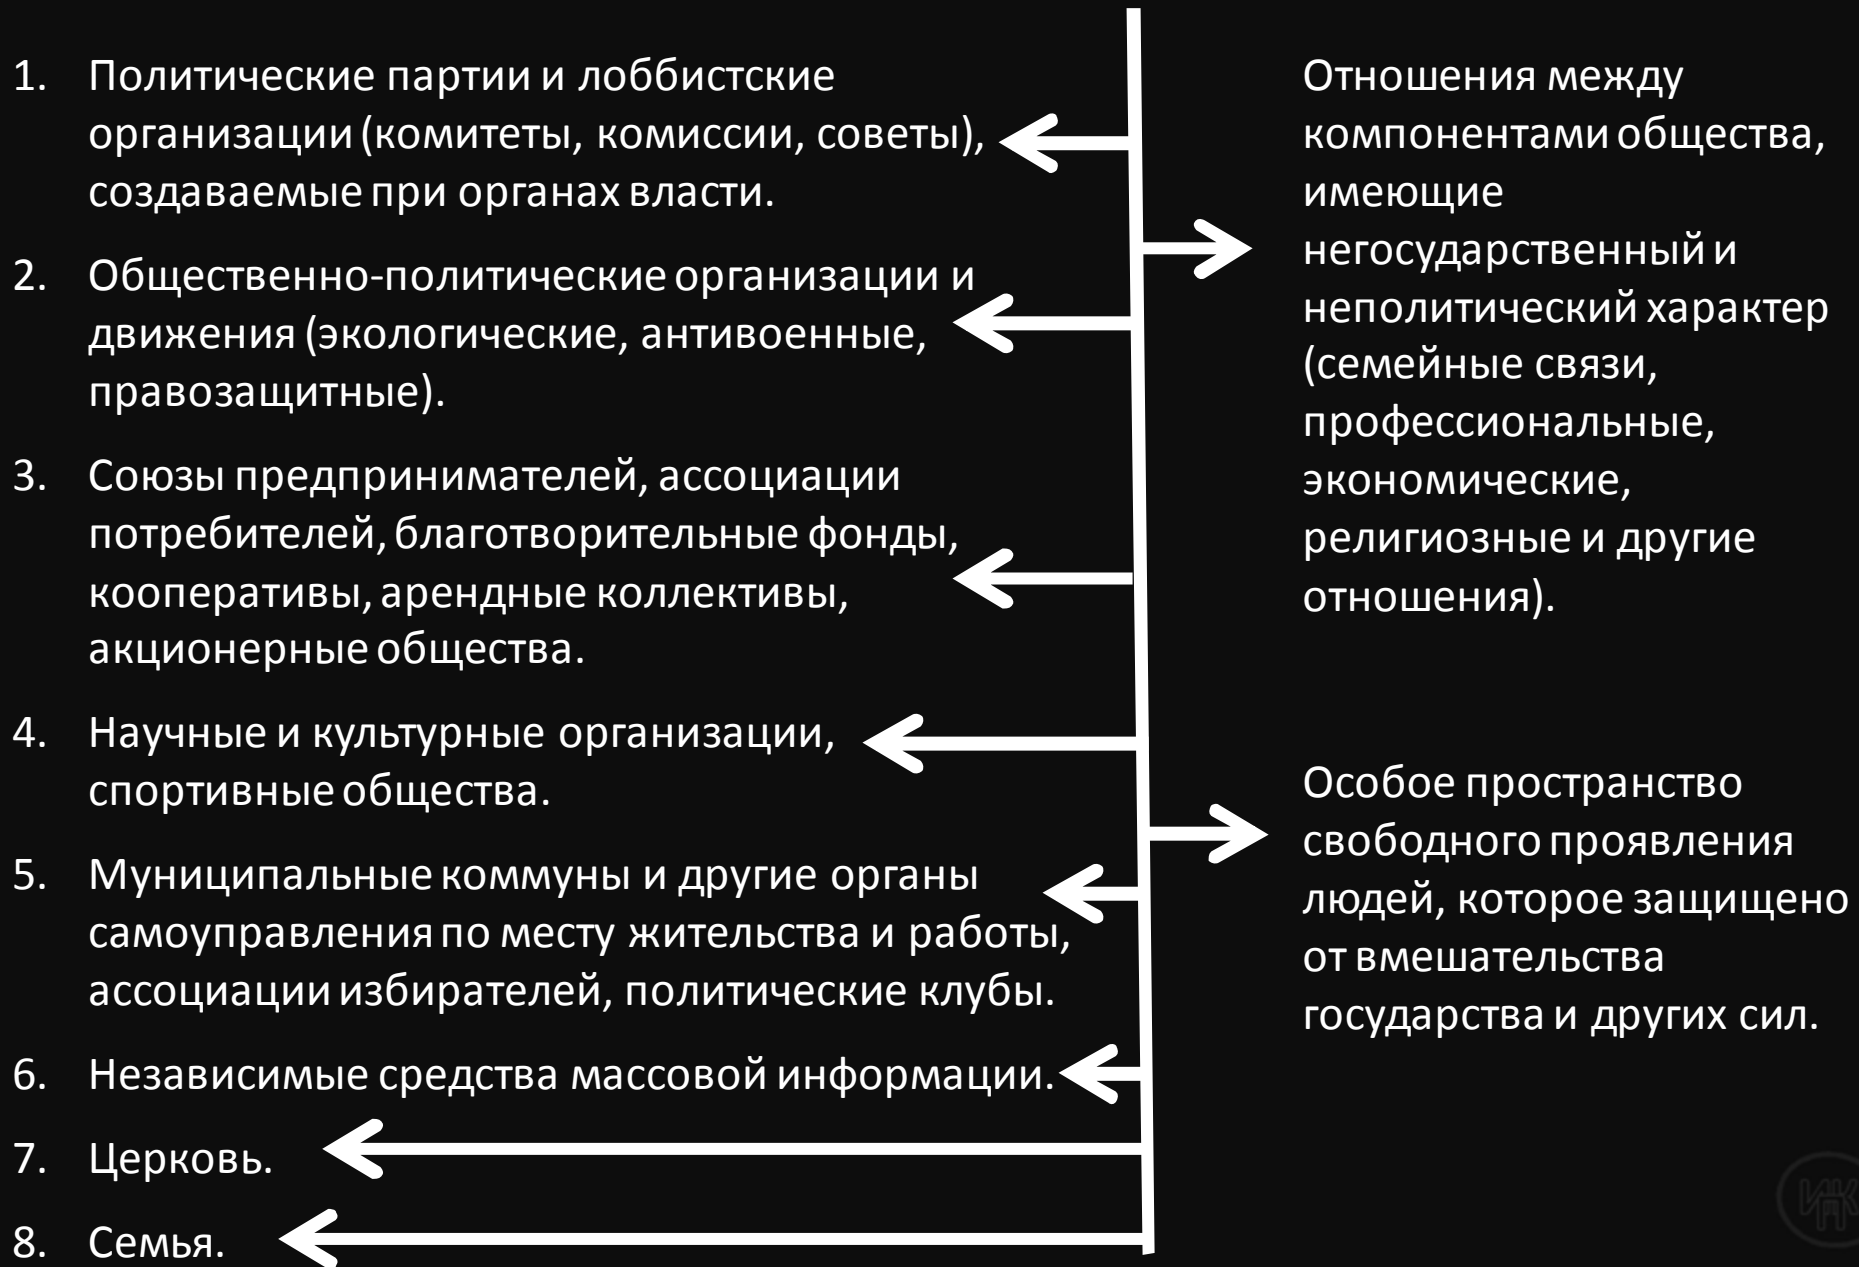 1. Политические партии и лоббистские
организации (комитеты, комиссии, советы),
создаваемые при органах власти.
2. Общественно-политические организации и
движения (экологические, антивоенные,
правозащитные).
3. Союзы предпринимателей, ассоциации
потребителей, благотворительные фонды,
кооперативы, арендные коллективы,
акционерные общества.
4. Научные и культурные организации,
спортивные общества.
5. Муниципальные коммуны и другие органы
самоуправления по месту жительства и работы,
ассоциации избирателей, политические клубы.
6. Независимые средства массовой информации.
7. Церковь.
8. Семья.
Отношения между
компонентами общества,
имеющие
негосударственный и
неполитический характер
(семейные связи,
профессиональные,
экономические,
религиозные и другие
отношения).
Особое пространство
свободного проявления
людей, которое защищено
от вмешательства
государства и других сил.